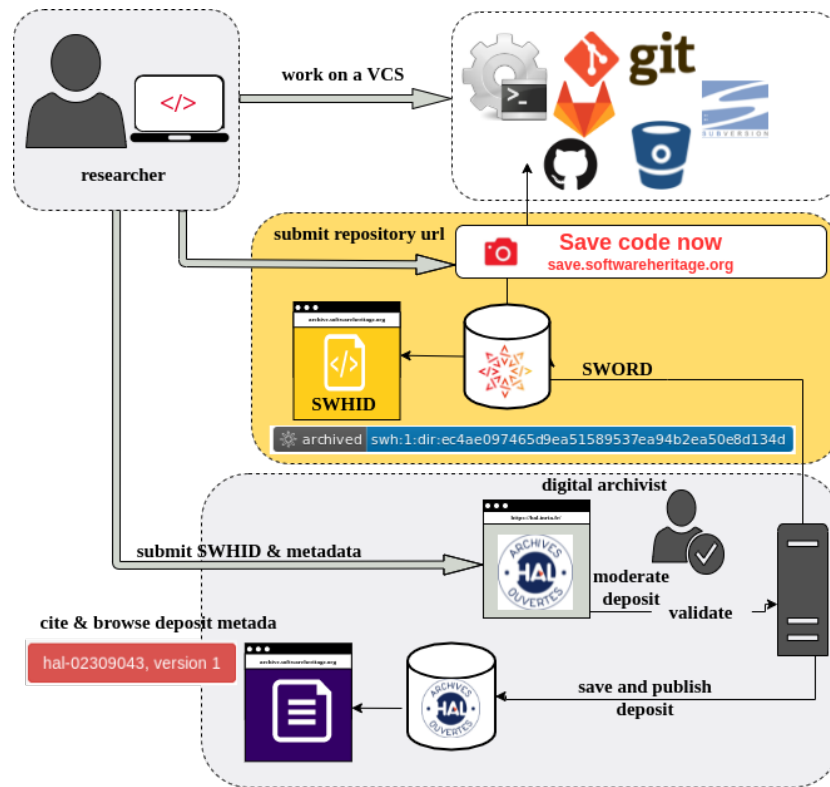 work on a VCS
git
>_
</>
SUBVERSION
researcher
submit repository url
Save code now
save.softwareheritage.org
archive.softwareheritage.org
</>
SWHID
SWORD
archived swh:1:dir:ec4ae097465d9ea51589537ea94b2ea50e8d134d
digital archivist
https://hal.inria.fr/
ARCHIVES
HAL
OUVERTES
submit SWHID & metadata
moderate
deposit
validate
cite & browse deposit metada
hal-02309043, version 1
archive.softwareheritage.org
ARCHIVES
HAL
OUVERTES
save and publish
deposit